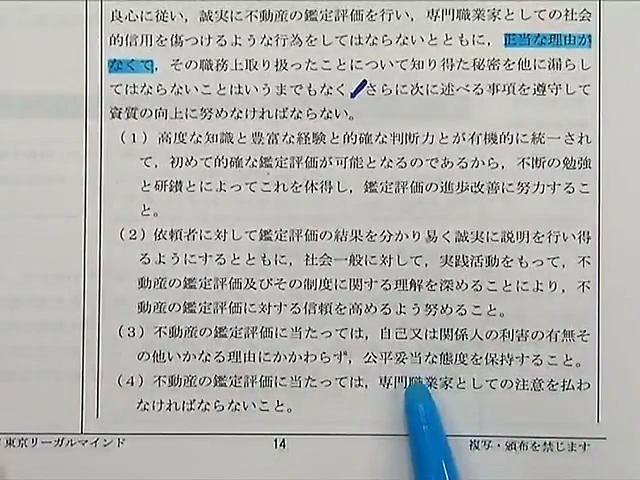 良心に従い，誠実に不動産の鑑定評価を行い，専門職業家としての社会
的信用を傷つけるような行為をしてはならないとともに，正当な理由が
なくて，その職務上取り扱ったことについて知り得た秘密を他に漏らし
てはならないことはいうまでもなく，さらに次に述べる事項を遵守して
資質の向上に努めなければならない。
（1）高度な知識と豊富な経験と的確な判断力とが有機的に統一され
て，初めて的確な鑑定評価が可能となるのであるから，不断の勉強
と研鑽とによってこれを体得し，鑑定評価の進歩改善に努力するこ
と。
（2）依頼者に対して鑑定評価の結果を分かり易く誠実に説明を行い得
るようにするとともに，社会一般に対して，実践活動をもって，不
動産の鑑定評価及びその制度に関する理解を深めることにより，不
動産の鑑定評価に対する信頼を高めるよう努めること。
（3）不動産の鑑定評価に当たっては，自己又は関係人の利害の有無そ
の他いかなる理由にかかわらず，公平妥当な態度を保持すること。
（4）不動産の鑑定評価に当たっては，専門職業家としての注意を払わ
なければならないこと。
東京リーガルマインド
14
複写・頒布を禁じます